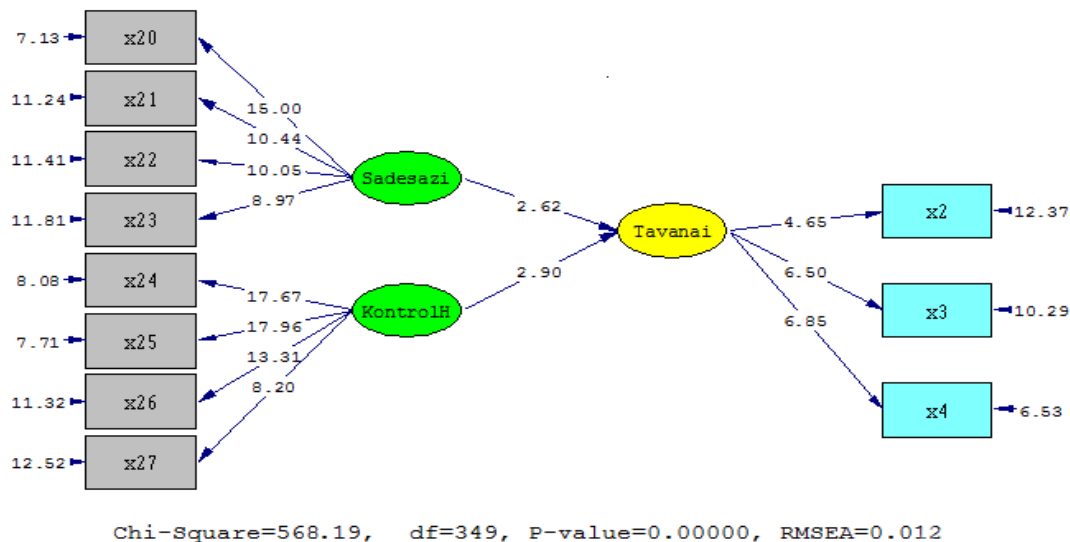 7.13 x20
11.24 x21
15.00
10.44
11.41 x22
10.05
Sadesazi
11.81 x23
8.97
2.62
4.65
x2 12.37
Tavanai
8.08 x24
17.67
2.90
6.50
KontrolH
x3 10.29
7.71 x25
17.96
6.85
13.31
11.32 x26
8.20
x4 6.53
12.52 x27
Chi-Square=568.19, df=349, P-value=0.00000, RMSEA=0.012